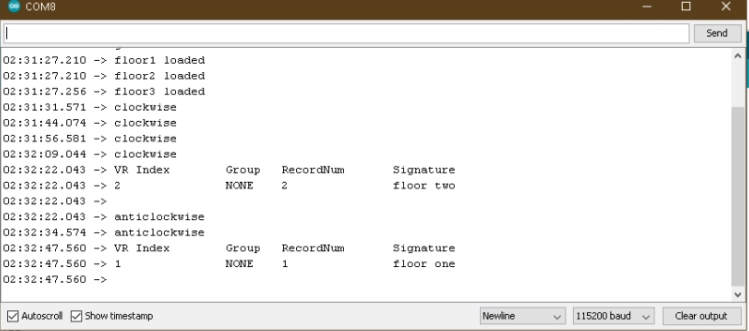 COM8
Send
02:31:27.210 -> floor1 loaded
02:31:27.210 -> floor2 loaded
02:31:27.256 -> floor3 loaded
02:31:31.571 -> clockwise
02:31:44.074 -> clockwise
02:31:56.581 -> clockwise
02:32:09.044 -> clockwise
02:32:22.043 -> VR Index Group RecordNum Signature
02:32:22.043 -> 2 NONE 2 floor two
02:32:22.043 ->
02:32:22.043 -> anticlockwise
02:32:34.574 -> anticlockwise
02:32:47.560 -> VR Index Group RecordNum Signature
02:32:47.560 -> 1 NONE 1 floor one
02:32:47.560 ->
Autoscroll Show timestamp Newline 115200 baud Clear output